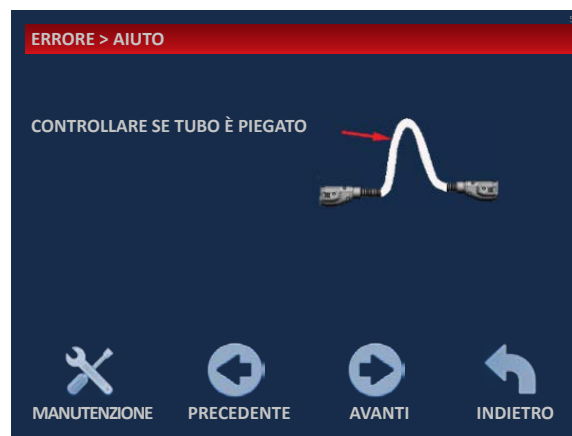 ERRORE > AIUTO
CONTROLLARE SE TUBO È PIEGATO
MANUTENZIONE PRECEDENTE AVANTI INDIETRO